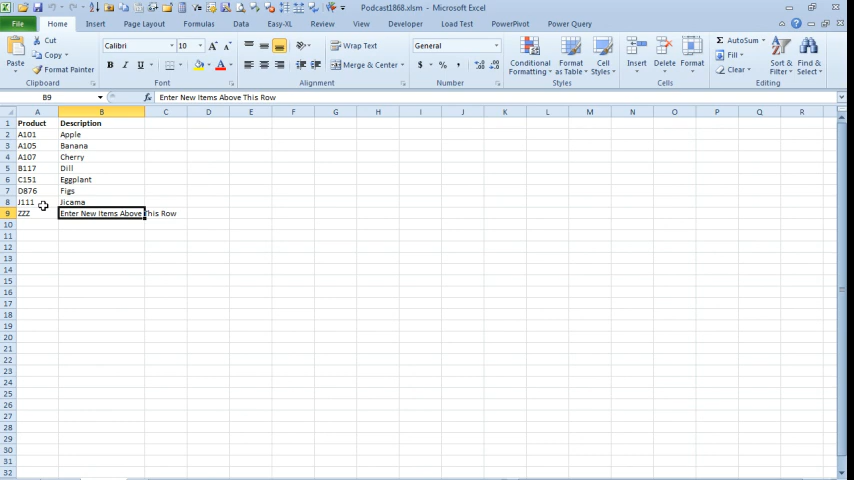 Podcast1868.xlsm - Microsoft Excel
File Home Insert Page Layout Formulas Data Easy-XL Review View Developer Load Test PowerPivot Power Query
Paste Cut Calibri 10 Wrap Text General Conditional Formatting Format as Table Cell Styles Insert Delete Format AutoSum Sort & Filter Find & Select
Copy Fill
Format Painter B I U A Merge & Center $ % , Clear
Clipboard Font Alignment Number Styles Cells Editing
B9 fx Enter New Items Above This Row
A B C D E F G H I J K L M N O P Q R
1 Product Description
2 A101 Apple
3 A105 Banana
4 A107 Cherry
5 B117 Dill
6 C151 Eggplant
7 D876 Figs
8 J111 Jicama
9 ZZZ Enter New Items Above This Row
10
11
12
13
14
15
16
17
18
19
20
21
22
23
24
25
26
27
28
29
30
31
32